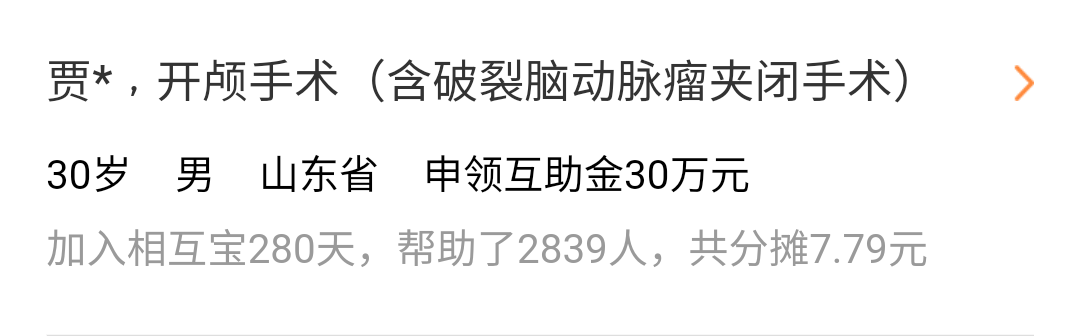 贾*，开颅手术（含破裂脑动脉瘤夹闭手术）
30岁 男 山东省 申领互助金30万元
加入相互宝280天，帮助了2839人，共分摊7.79元